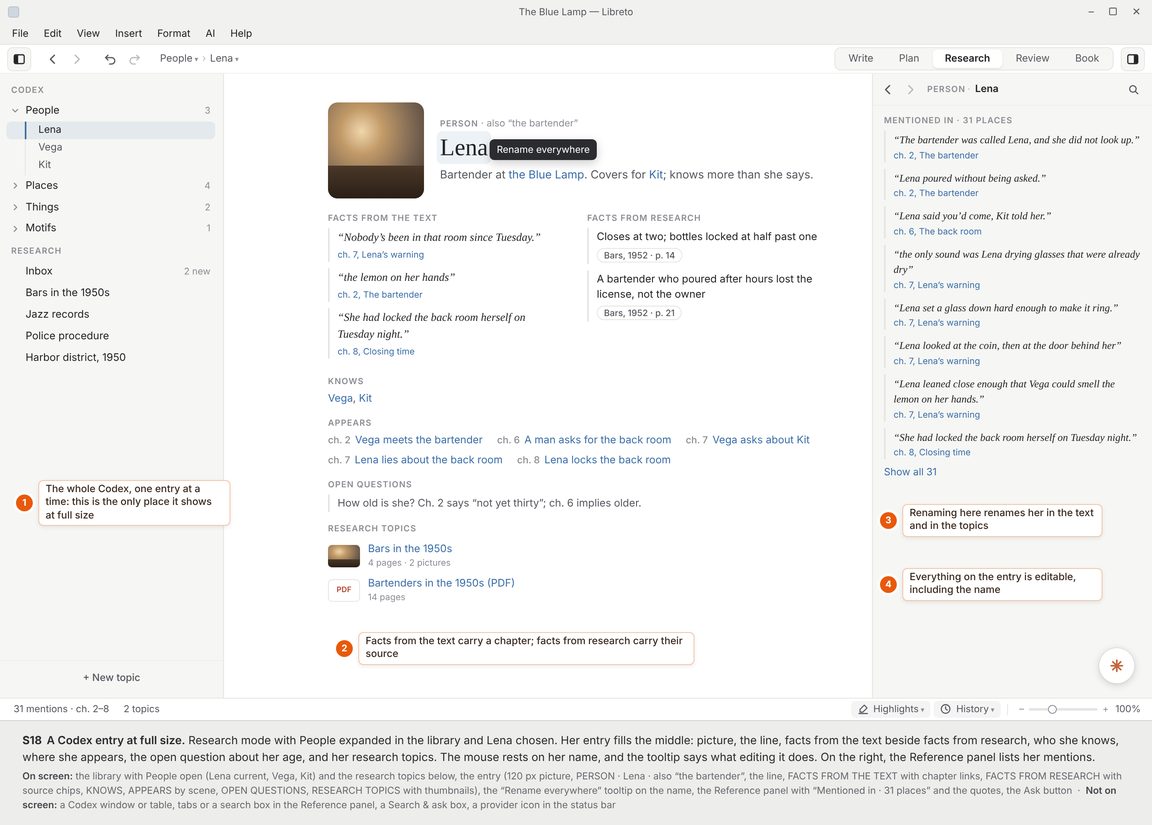 The Blue Lamp — Libreto
File Edit View Insert Format AI Help
People › Lena
Write Plan Research Review Book
CODEX
People 3
Lena
Vega
Kit
Places 4
Things 2
Motifs 1
RESEARCH
Inbox 2 new
Bars in the 1950s
Jazz records
Police procedure
Harbor district, 1950
1
The whole Codex, one entry at a
time: this is the only place it shows
at full size
+ New topic
PERSON · also “the bartender”
Lena
Rename everywhere
Bartender at the Blue Lamp. Covers for Kit; knows more than she says.
FACTS FROM THE TEXT
“Nobody’s been in that room since Tuesday.”
ch. 7, Lena’s warning
“the lemon on her hands”
ch. 2, The bartender
“She had locked the back room herself on
Tuesday night.”
ch. 8, Closing time
FACTS FROM RESEARCH
Closes at two; bottles locked at half past one
Bars, 1952 · p. 14
A bartender who poured after hours lost the
license, not the owner
Bars, 1952 · p. 21
KNOWS
Vega, Kit
APPEARS
ch. 2 Vega meets the bartender ch. 6 A man asks for the back room ch. 7 Vega asks about Kit
ch. 7 Lena lies about the back room ch. 8 Lena locks the back room
OPEN QUESTIONS
How old is she? Ch. 2 says “not yet thirty”; ch. 6 implies older.
RESEARCH TOPICS
Bars in the 1950s
4 pages · 2 pictures
PDF
Bartenders in the 1950s (PDF)
14 pages
2
Facts from the text carry a chapter; facts from research carry their
source
PERSON · Lena
MENTIONED IN · 31 PLACES
“The bartender was called Lena, and she did not look up.”
ch. 2, The bartender
“Lena poured without being asked.”
ch. 2, The bartender
“Lena said you’d come, Kit told her.”
ch. 6, The back room
“the only sound was Lena drying glasses that were already
dry”
ch. 7, Lena’s warning
“Lena set a glass down hard enough to make it ring.”
ch. 7, Lena’s warning
“Lena looked at the coin, then at the door behind her”
ch. 7, Lena’s warning
“Lena leaned close enough that Vega could smell the
lemon on her hands.”
ch. 7, Lena’s warning
“She had locked the back room herself on Tuesday night.”
ch. 8, Closing time
Show all 31
3
Renaming here renames her in the text
and in the topics
4
Everything on the entry is editable,
including the name
31 mentions · ch. 2–8 2 topics
Highlights History − + 100%
S18 A Codex entry at full size. Research mode with People expanded in the library and Lena chosen. Her entry fills the middle: picture, the line, facts from the text beside facts from research, who she knows,
where she appears, the open question about her age, and her research topics. The mouse rests on her name, and the tooltip says what editing it does. On the right, the Reference panel lists her mentions.
On screen: the library with People open (Lena current, Vega, Kit) and the research topics below, the entry (120 px picture, PERSON · Lena · also “the bartender”, the line, FACTS FROM THE TEXT with chapter links, FACTS FROM RESEARCH with
source chips, KNOWS, APPEARS by scene, OPEN QUESTIONS, RESEARCH TOPICS with thumbnails), the “Rename everywhere” tooltip on the name, the Reference panel with “Mentioned in · 31 places” and the quotes, the Ask button · Not on
screen: a Codex window or table, tabs or a search box in the Reference panel, a Search & ask box, a provider icon in the status bar